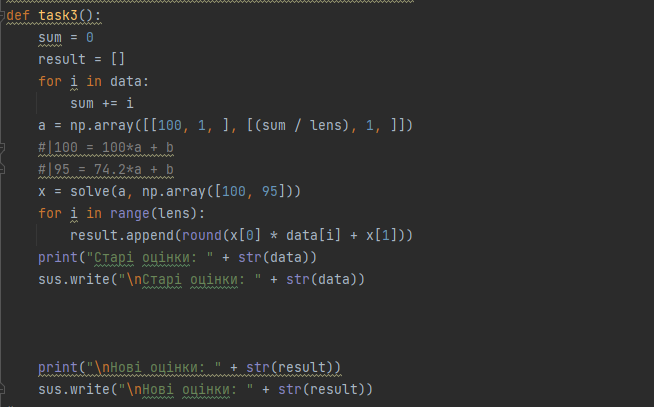 def task3():
    sum = 0
    result = []
    for i in data:
        sum += i
    a = np.array([[100, 1, ], [(sum / lens), 1, ]])
    #|100 = 100*a + b
    #|95 = 74.2*a + b
    x = solve(a, np.array([100, 95]))
    for i in range(lens):
        result.append(round(x[0] * data[i] + x[1]))
    print("Старі оцінки: " + str(data))
    sus.write("\nСтарі оцінки: " + str(data))
    print("\nНові оцінки: " + str(result))
    sus.write("\nНові оцінки: " + str(result))